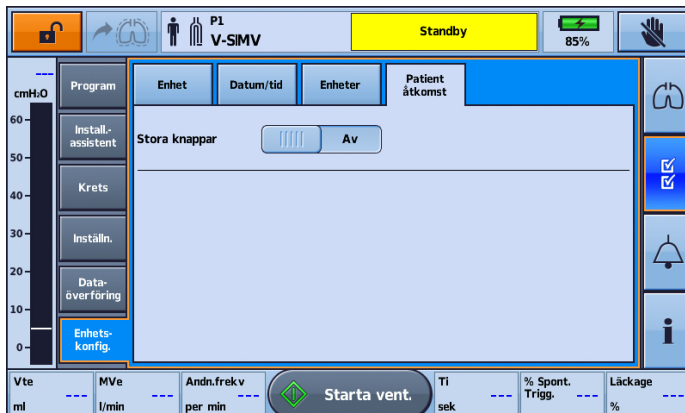 P1
V-SIMV
Standby
85%
---
cmH₂O
60
50
40
30
20
10
0
Program
Install.-
assistent
Krets
Inställn.
Data-
överföring
Enhets-
konfig.
Enhet
Datum/tid
Enheter
Patient
åtkomst
Stora knappar
Av
Vte
---
ml
MVe
---
l/min
Andn.frekv
---
per min
Starta vent.
Ti
---
sek
% Spont.
Trigg.
---
Läckage
---
%